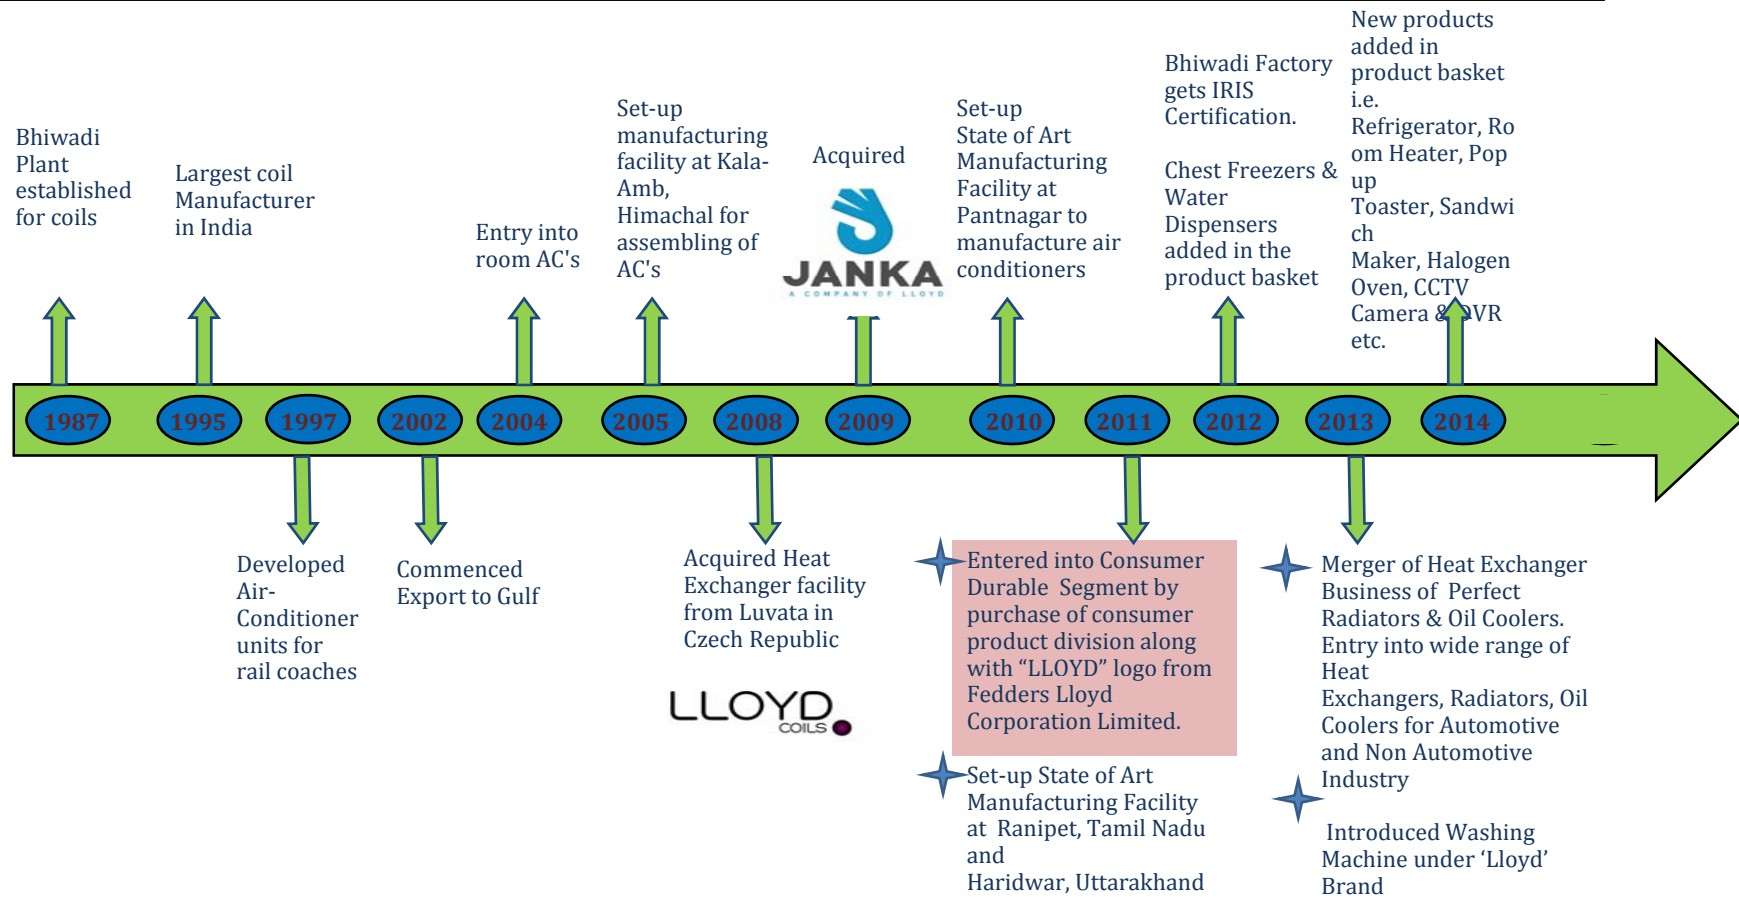 Bhiwadi
Plant
established
for coils
Largest coil
Manufacturer
in India
Entry into
room AC's
Set-up
manufacturing
facility at Kala-
Amb,
Himachal for
assembling of
AC's
Acquired
JANKA
A COMPANY OF LLOYD
Set-up
State of Art
Manufacturing
Facility at
Pantnagar to
manufacture air
conditioners
Bhiwadi Factory
gets IRIS
Certification.
Chest Freezers &
Water
Dispensers
added in the
product basket
New products
added in
product basket
i.e.
Refrigerator, Ro
om Heater, Pop
up
Toaster, Sandwi
ch
Maker, Halogen
Oven, CCTV
Camera & DVR
etc.
1987
1995
1997
2002
2004
2005
2008
2009
2010
2011
2012
2013
2014
Developed
Air-
Conditioner
units for
rail coaches
Commenced
Export to Gulf
Acquired Heat
Exchanger facility
from Luvata in
Czech Republic
LLOYD
COILS
Entered into Consumer
Durable Segment by
purchase of consumer
product division along
with “LLOYD” logo from
Fedders Lloyd
Corporation Limited.
Set-up State of Art
Manufacturing Facility
at Ranipet, Tamil Nadu
and
Haridwar, Uttarakhand
Merger of Heat Exchanger
Business of Perfect
Radiators & Oil Coolers.
Entry into wide range of
Heat
Exchangers, Radiators, Oil
Coolers for Automotive
and Non Automotive
Industry
Introduced Washing
Machine under ‘Lloyd’
Brand